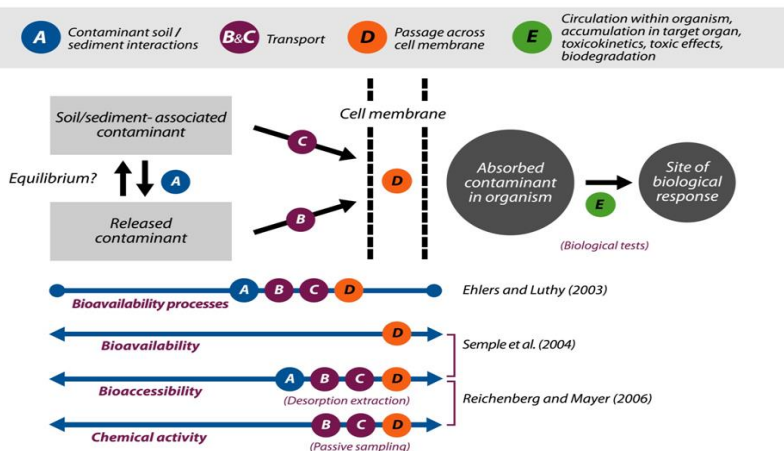 A Contaminant soil /
sediment interactions
B&C Transport
D Passage across
cell membrane
E Circulation within organism,
accumulation in target organ,
toxicokinetics, toxic effects,
biodegradation
Soil/sediment- associated
contaminant
Cell membrane
C
Equilibrium?
A
D
Absorbed
contaminant
in organism
E
Site of
biological
response
Released
contaminant
B
(Biological tests)
A B C D
Bioavailability processes
Ehlers and Luthy (2003)
D
Bioavailability
Semple et al. (2004)
A B C D
Bioaccessibility
(Desorption extraction)
Reichenberg and Mayer (2006)
B C D
Chemical activity
(Passive sampling)